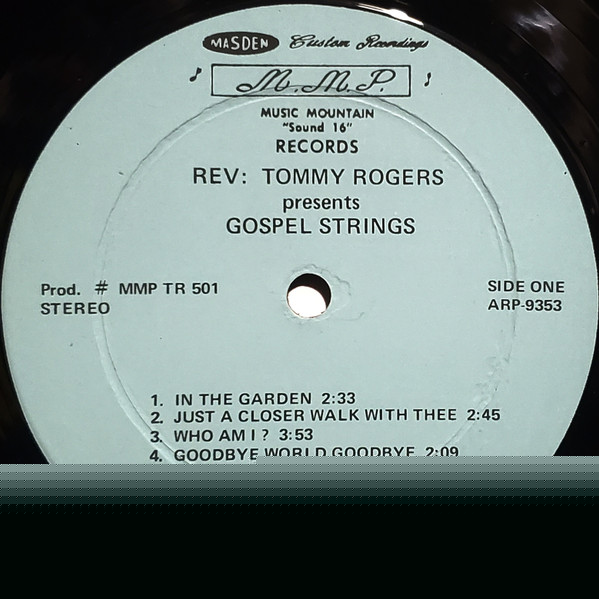 MASDEN Custom Recordings
M.M.P.
MUSIC MOUNTAIN
"Sound 16"
RECORDS
REV: TOMMY ROGERS
presents
GOSPEL STRINGS
Prod. # MMP TR 501
STEREO
SIDE ONE
ARP-9353
1. IN THE GARDEN 2:33
2. JUST A CLOSER WALK WITH THEE 2:45
3. WHO AM I ? 3:53
4. GOODBYE WORLD GOODBYE 2:09